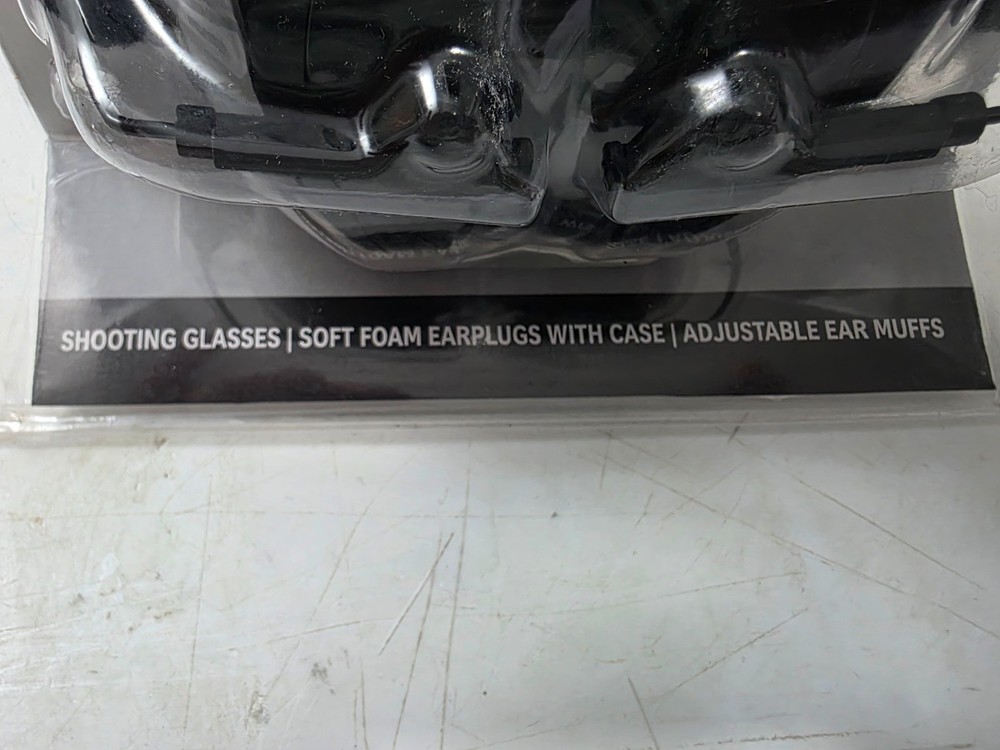 SHOOTING GLASSES | SOFT FOAM EARPLUGS WITH CASE | ADJUSTABLE EAR MUFFS